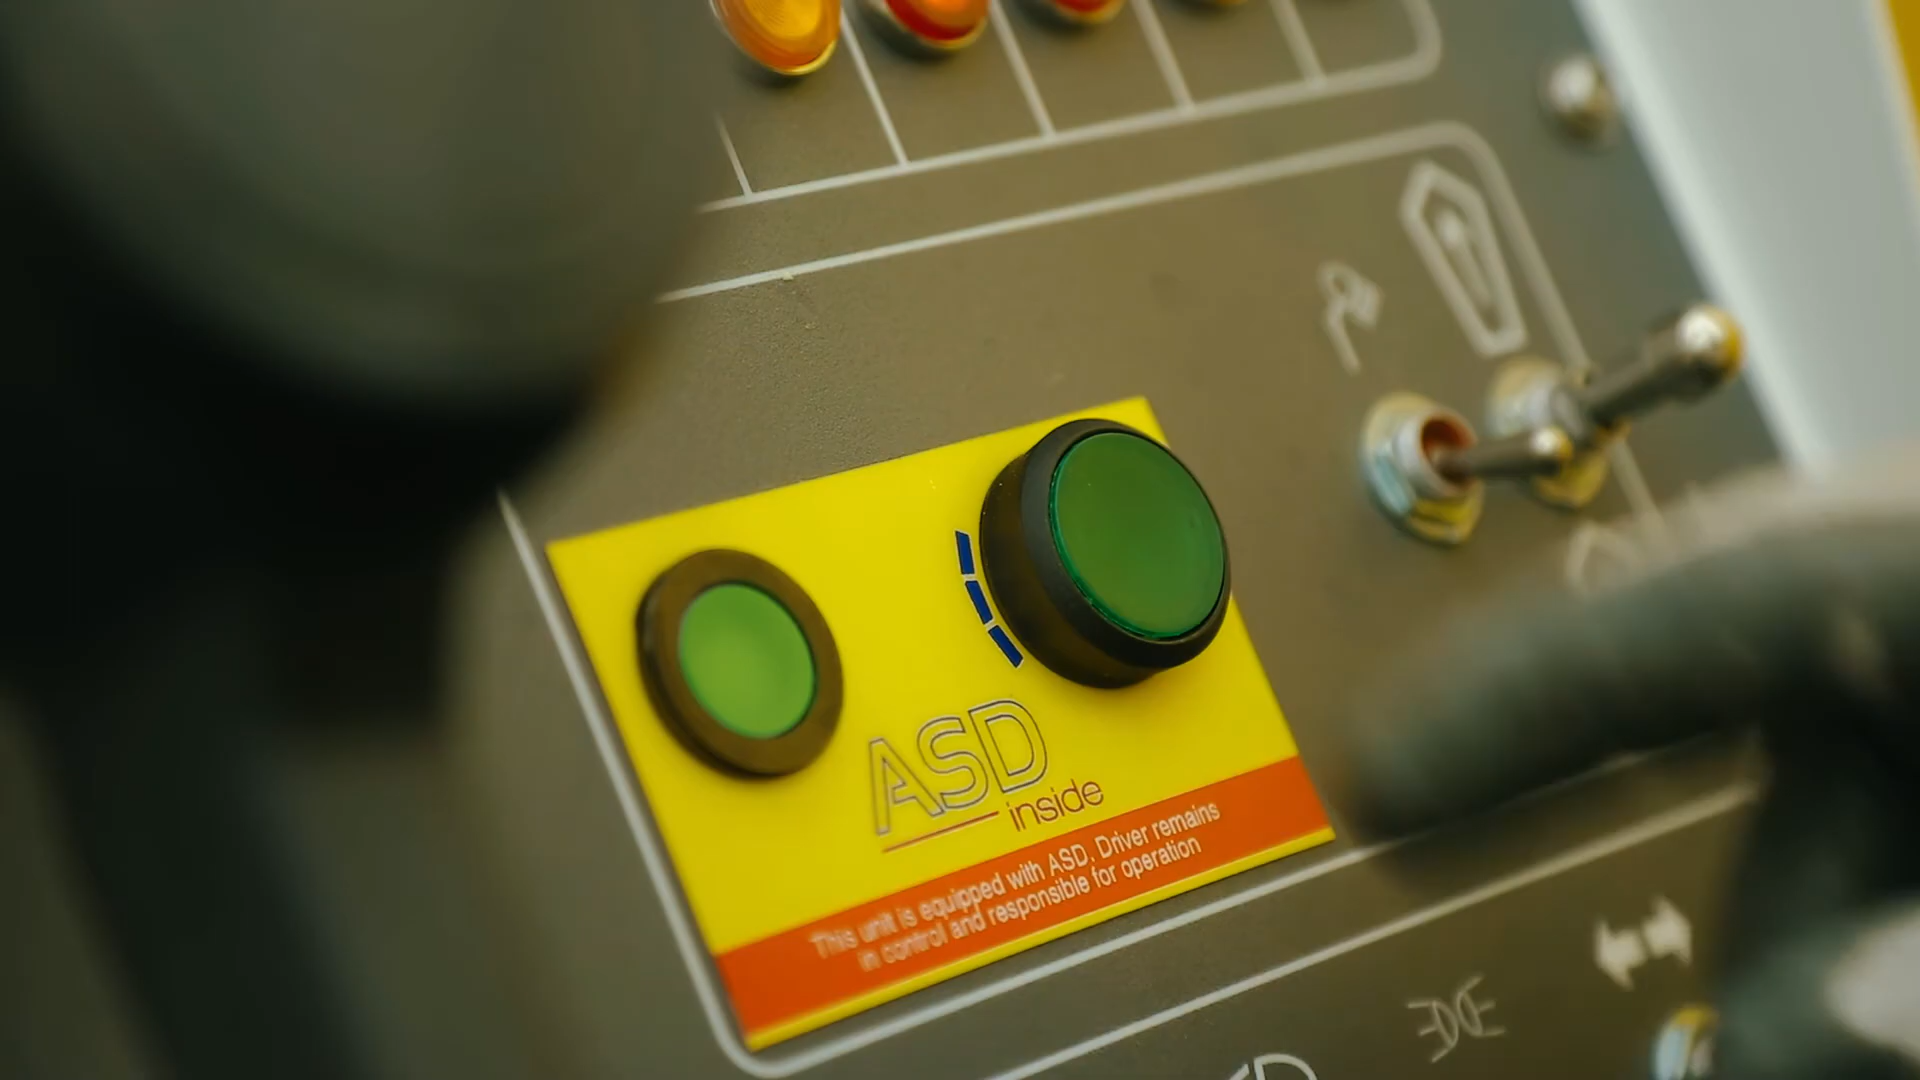 ASD
inside
This unit is equipped with ASD. Driver remains
in control and responsible for operation